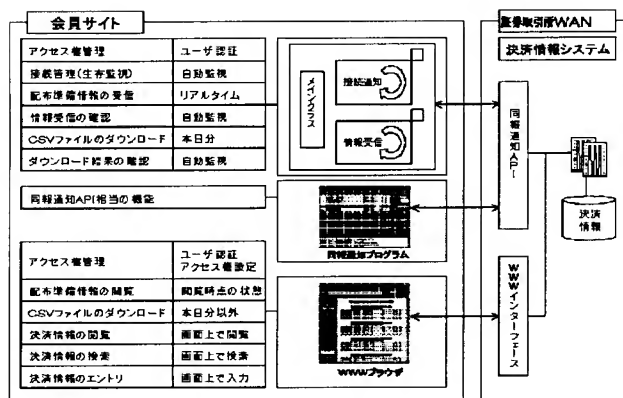 会員サイト
アクセス権管理 ユーザ認証
接続管理(生存監視) 自動監視
配布準備情報の受信 リアルタイム
情報受信の確認 自動監視
CSVファイルのダウンロード 本日分
ダウンロード結果の確認 自動監視
メインクラス
接続通知
情報受信
同報通知API相当の機能
同報通知プログラム
アクセス権管理 ユーザ認証
アクセス権設定
配布準備情報の閲覧 閲覧時点の状態
CSVファイルのダウンロード 本日分以外
決済情報の閲覧 画面上で閲覧
決済情報の検索 画面上で検索
決済情報のエントリ 画面上で入力
WWWブラウザ
証券取引所WAN
決済情報システム
同報通知API
WWWインターフェース
決済
情報